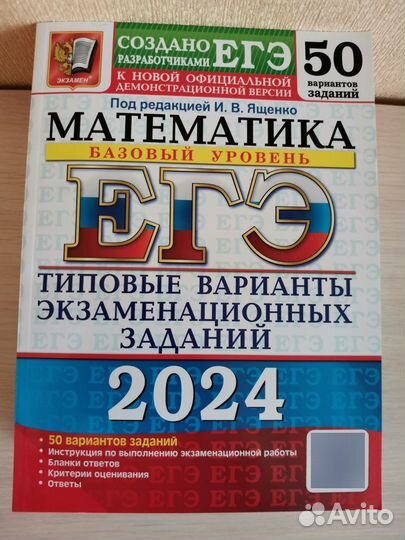 СОЗДАНО
РАЗРАБОТЧИКАМИ ЕГЭ
К НОВОЙ ОФИЦИАЛЬНОЙ
ДЕМОНСТРАЦИОННОЙ ВЕРСИИ
50
вариантов
заданий
ЭКЗАМЕН
Под редакцией И. В. Ященко
МАТЕМАТИКА
БАЗОВЫЙ УРОВЕНЬ
ЕГЭ
ТИПОВЫЕ ВАРИАНТЫ
ЭКЗАМЕНАЦИОННЫХ
ЗАДАНИЙ
2024
• 50 вариантов заданий
• Инструкция по выполнению экзаменационной работы
• Бланки ответов
• Критерии оценивания
• Ответы
Avito